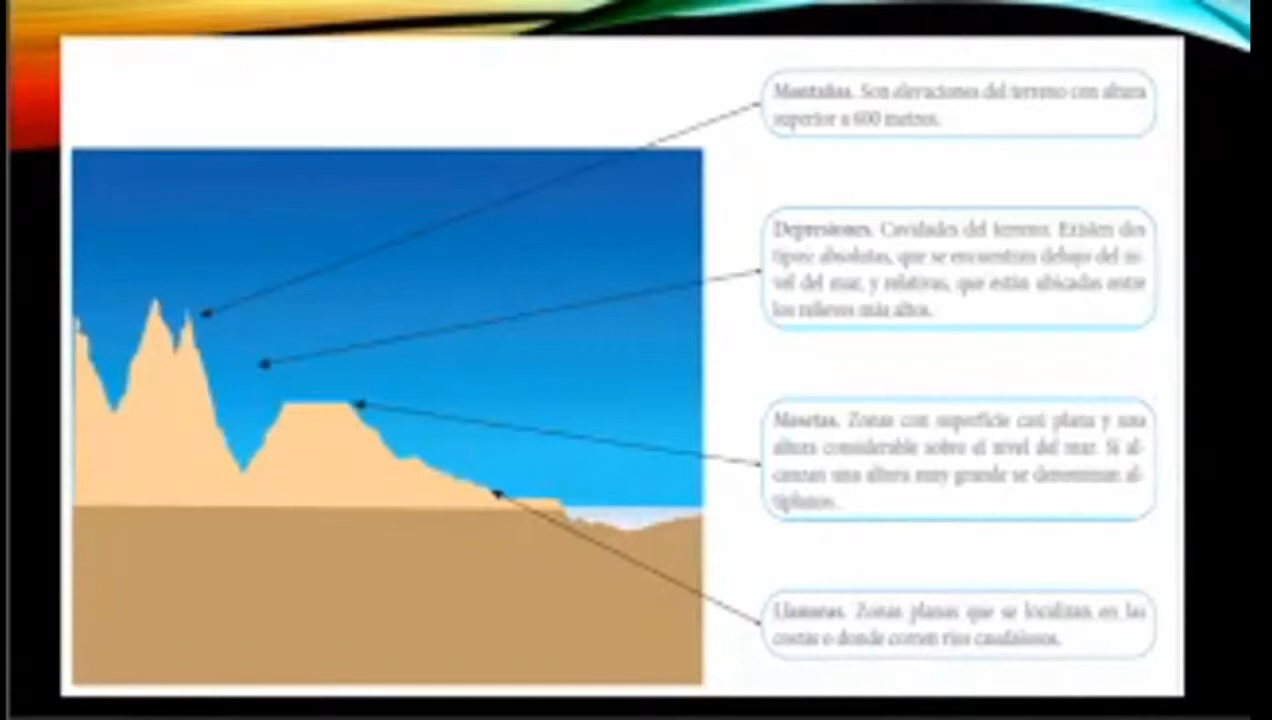 Montañas. Son elevaciones del terreno con altura
superior a 600 metros.
Depresiones. Cavidades del terreno. Existen dos
tipos: absolutas, que se encuentran debajo del ni-
vel del mar, y relativas, que están ubicadas entre
los relieves más altos.
Mesetas. Zonas con superficie casi plana y una
altura considerable sobre el nivel del mar. Si al-
canzan una altura muy grande se denominan al-
tiplanos.
Llanuras. Zonas planas que se localizan en las
costas o donde corren ríos caudalosos.